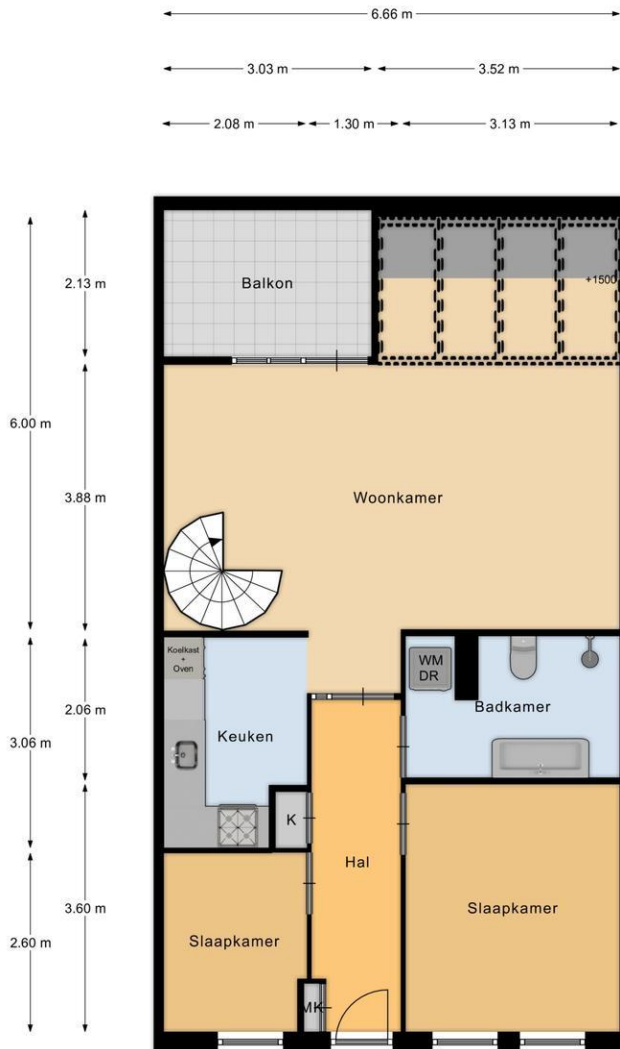 6.66 m
3.03 m
3.52 m
2.08 m
1.30 m
3.13 m
2.13 m
Balkon
+1500
6.00 m
3.88 m
Woonkamer
Koelkast
+
Oven
WM
DR
Badkamer
2.06 m
Keuken
3.06 m
K
Hal
3.60 m
Slaapkamer
2.60 m
Slaapkamer
MK